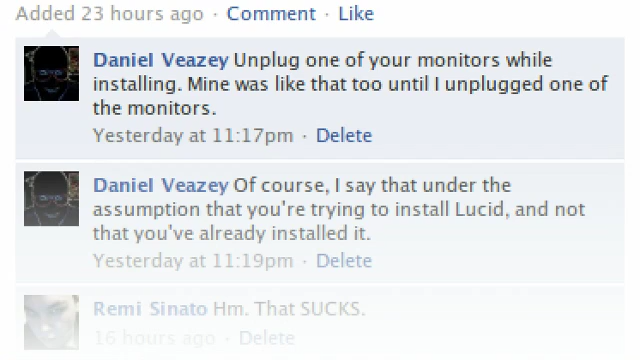 Added 23 hours ago · Comment · Like
Daniel Veazey Unplug one of your monitors while
installing. Mine was like that too until I unplugged one of
the monitors.
Yesterday at 11:17pm · Delete
Daniel Veazey Of course, I say that under the
assumption that you're trying to install Lucid, and not
that you've already installed it.
Yesterday at 11:19pm · Delete
Remi Sinato Hm. That SUCKS.
16 hours ago · Delete